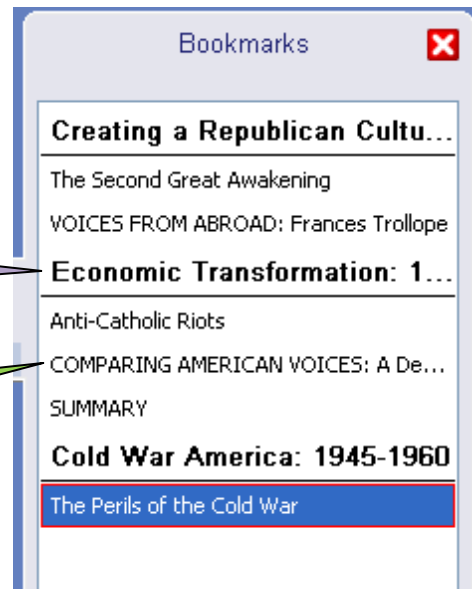 Bookmarks
Creating a Republican Cultu...
The Second Great Awakening
VOICES FROM ABROAD: Frances Trollope
Economic Transformation: 1...
Anti-Catholic Riots
COMPARING AMERICAN VOICES: A De...
SUMMARY
Cold War America: 1945-1960
The Perils of the Cold War